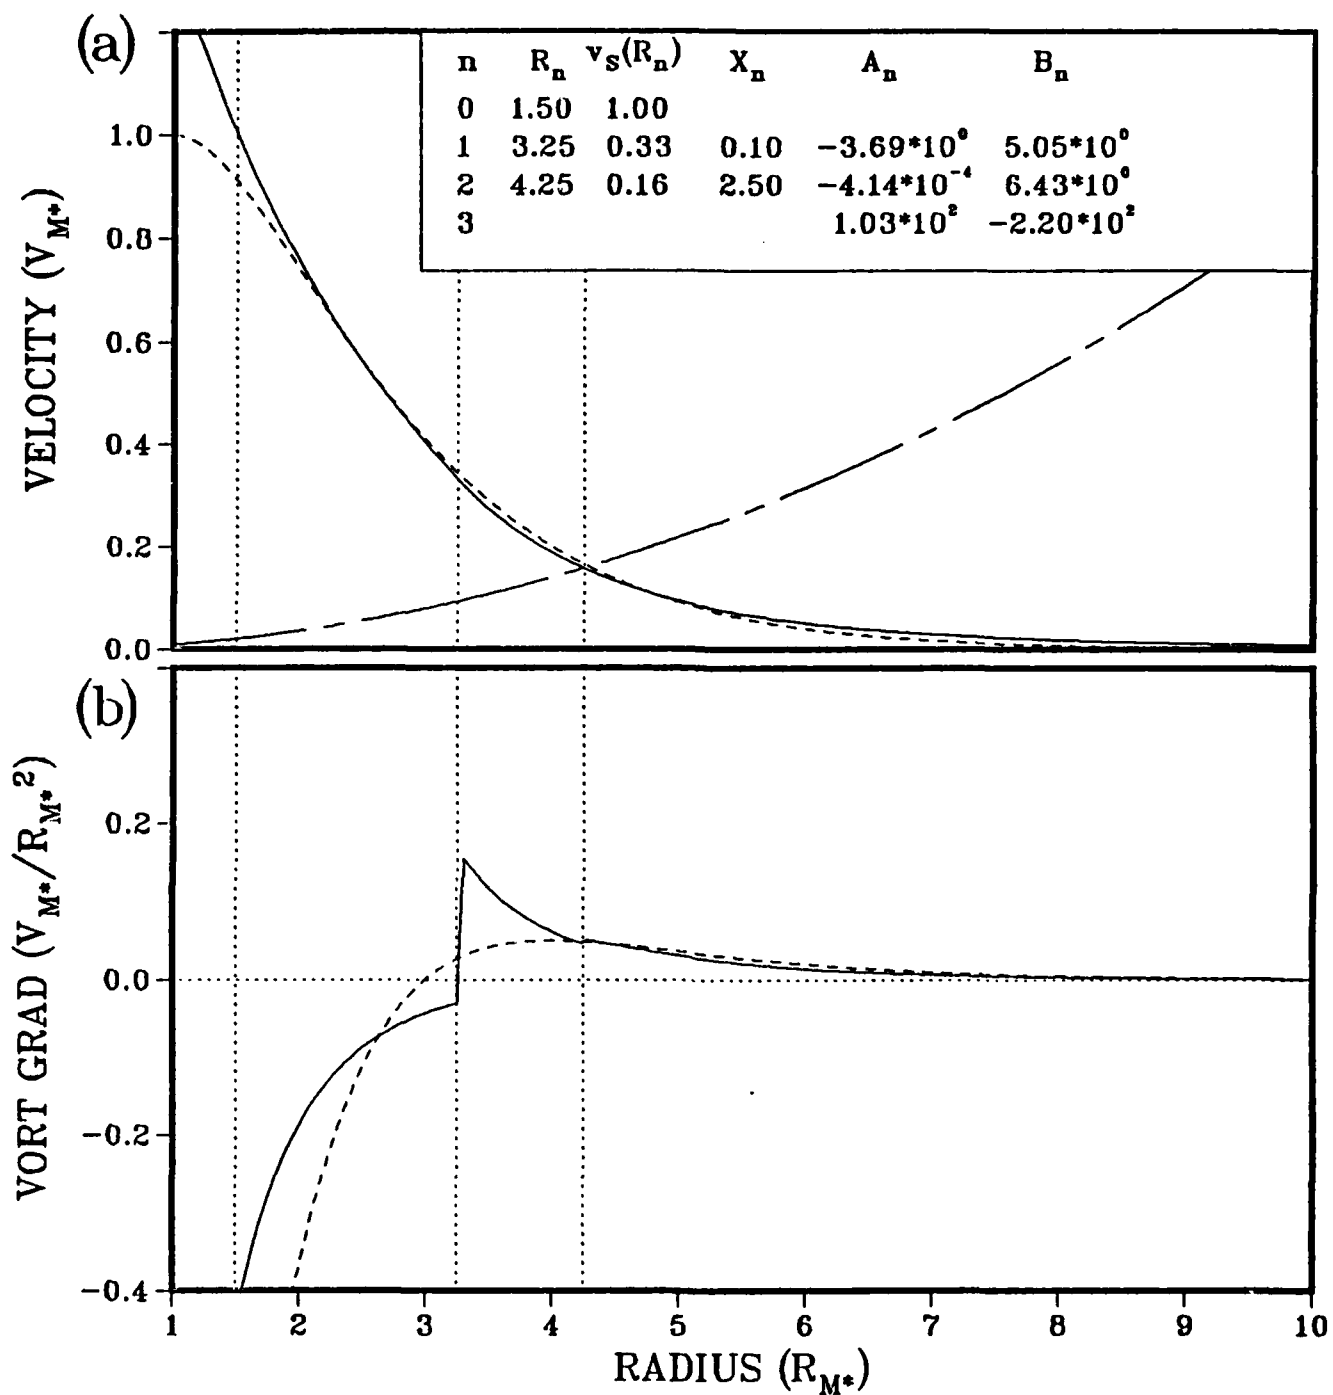 (a)
n R_n v_S(R_n) X_n A_n B_n
0 1.50 1.00
1 3.25 0.33 0.10 −3.69*10^0 5.05*10^0
2 4.25 0.16 2.50 −4.14*10^-4 6.43*10^0
3 1.03*10^2 −2.20*10^2
VELOCITY (V_M*)
1.0
0.8
0.6
0.4
0.2
0.0
(b)
VORT GRAD (V_M*/R_M*^2)
0.2
0.0
−0.2
−0.4
1 2 3 4 5 6 7 8 9 10
RADIUS (R_M*)